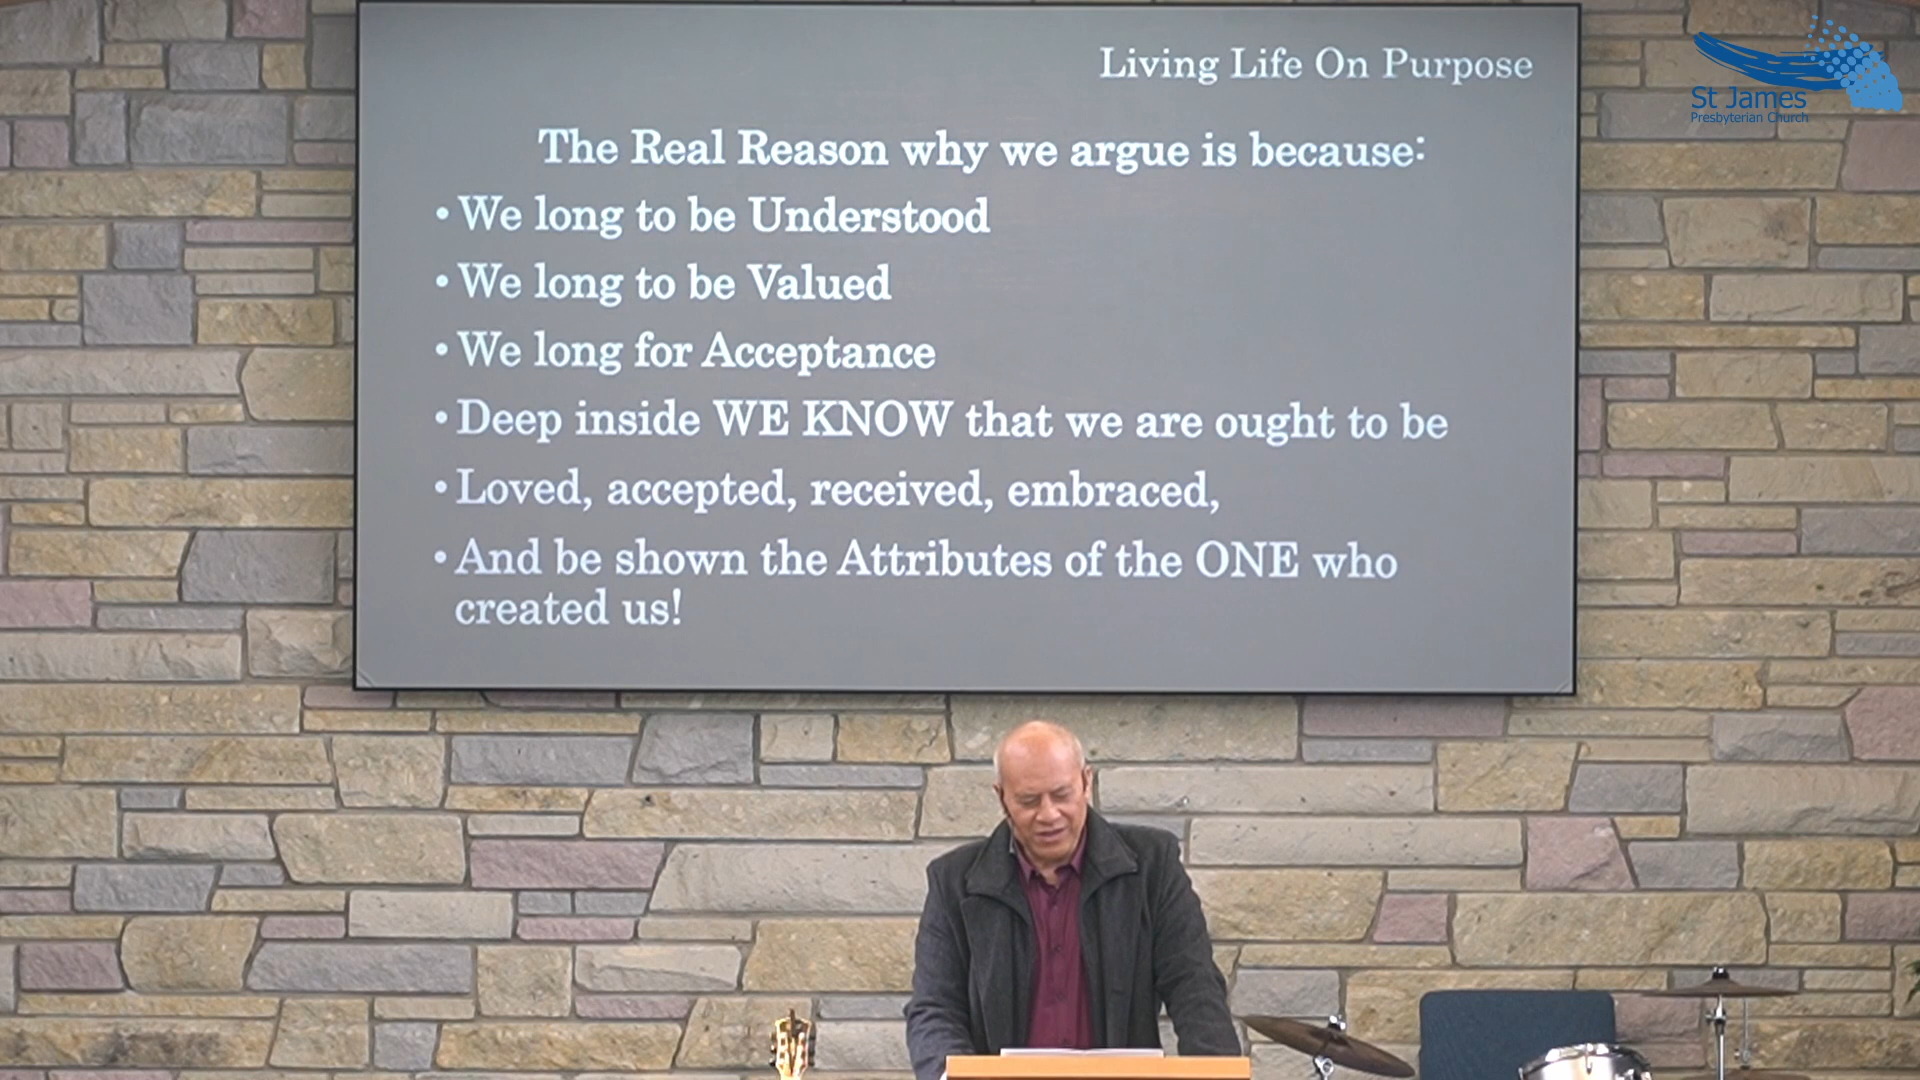 Living Life On Purpose
St James
Presbyterian Church
The Real Reason why we argue is because:
• We long to be Understood
• We long to be Valued
• We long for Acceptance
• Deep inside WE KNOW that we are ought to be
• Loved, accepted, received, embraced,
• And be shown the Attributes of the ONE who
created us!